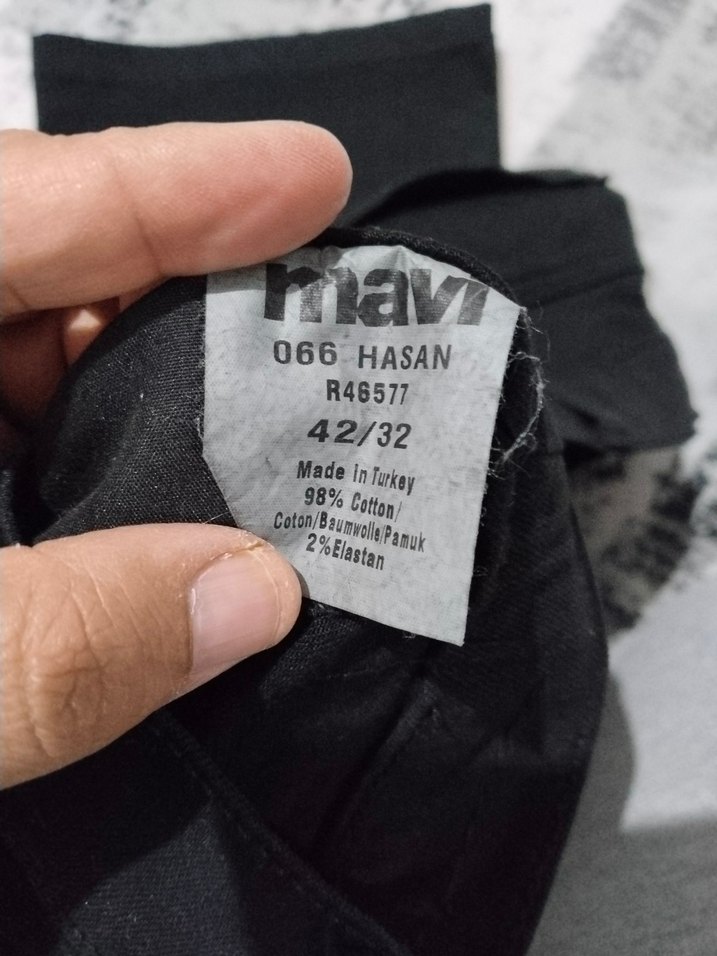 mavi
066 HASAN
R46577
42/32
Made in Turkey
98% Cotton/
Coton/Baumwolle/Pamuk
2%Elastan